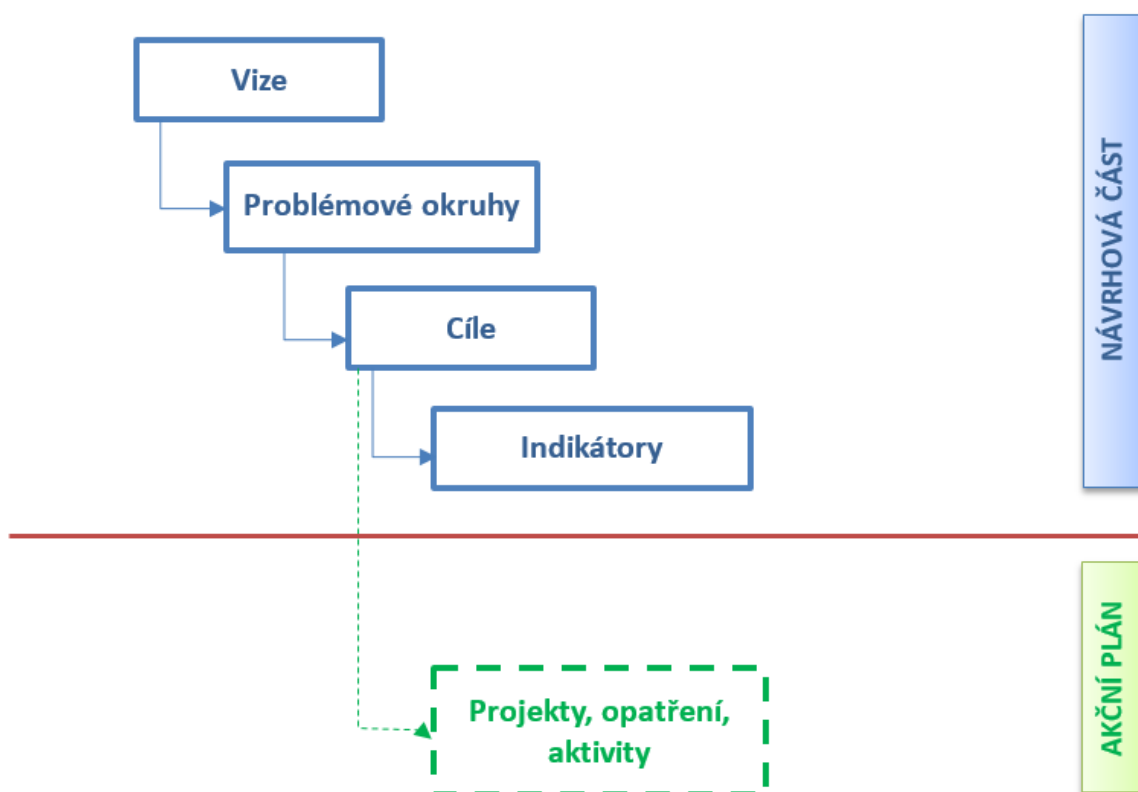 Vize
Problémové okruhy
Cíle
Indikátory
NÁVRHOVÁ ČÁST
Projekty, opatření,
aktivity
AKČNÍ PLÁN